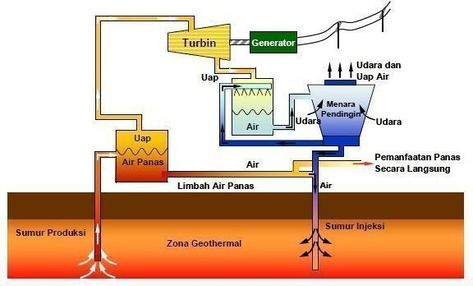 Turbin
Generator
Udara dan
Uap Air
Uap
Menara
Pendingin
Udara
Udara
Air
Uap
Air Panas
Air
Pemanfaatan Panas
Secara Langsung
Limbah Air Panas
Air
Sumur Produksi
Zona Geothermal
Sumur Injeksi